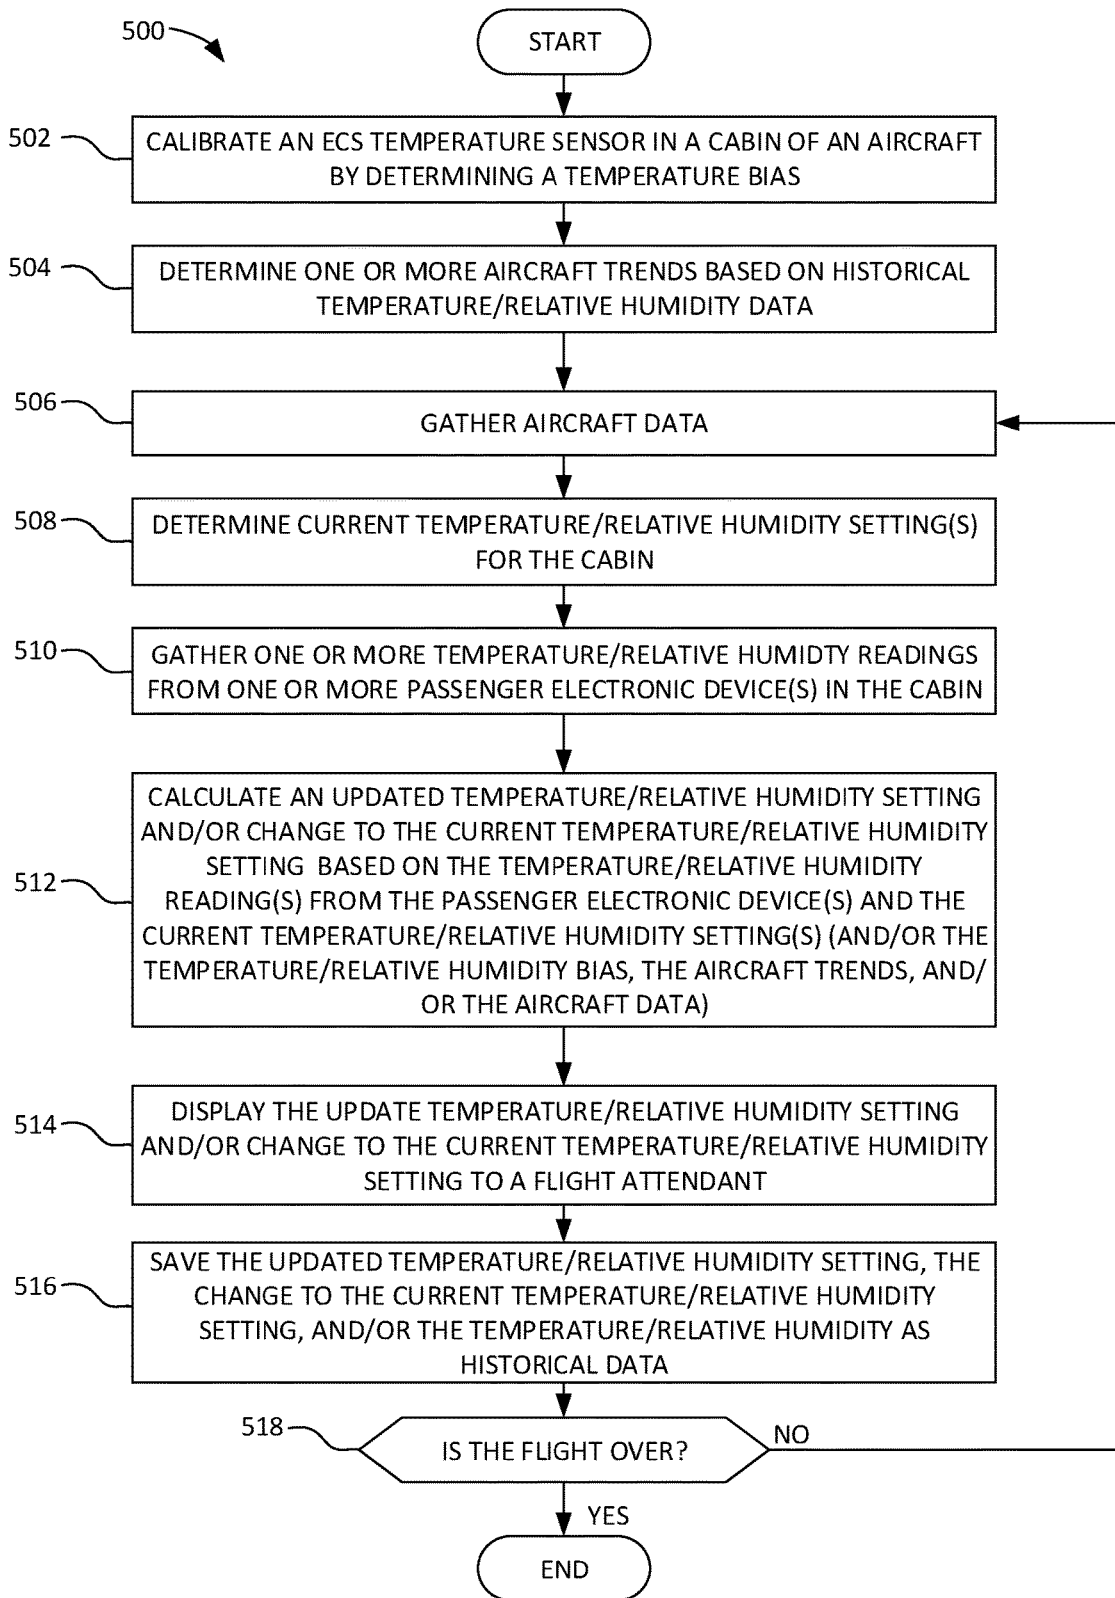 500
START
502
CALIBRATE AN ECS TEMPERATURE SENSOR IN A CABIN OF AN AIRCRAFT
BY DETERMINING A TEMPERATURE BIAS
504
DETERMINE ONE OR MORE AIRCRAFT TRENDS BASED ON HISTORICAL
TEMPERATURE/RELATIVE HUMIDITY DATA
506
GATHER AIRCRAFT DATA
508
DETERMINE CURRENT TEMPERATURE/RELATIVE HUMIDITY SETTING(S)
FOR THE CABIN
510
GATHER ONE OR MORE TEMPERATURE/RELATIVE HUMIDTY READINGS
FROM ONE OR MORE PASSENGER ELECTRONIC DEVICE(S) IN THE CABIN
512
CALCULATE AN UPDATED TEMPERATURE/RELATIVE HUMIDITY SETTING
AND/OR CHANGE TO THE CURRENT TEMPERATURE/RELATIVE HUMIDITY
SETTING BASED ON THE TEMPERATURE/RELATIVE HUMIDITY
READING(S) FROM THE PASSENGER ELECTRONIC DEVICE(S) AND THE
CURRENT TEMPERATURE/RELATIVE HUMIDITY SETTING(S) (AND/OR THE
TEMPERATURE/RELATIVE HUMIDITY BIAS, THE AIRCRAFT TRENDS, AND/
OR THE AIRCRAFT DATA)
514
DISPLAY THE UPDATE TEMPERATURE/RELATIVE HUMIDITY SETTING
AND/OR CHANGE TO THE CURRENT TEMPERATURE/RELATIVE HUMIDITY
SETTING TO A FLIGHT ATTENDANT
516
SAVE THE UPDATED TEMPERATURE/RELATIVE HUMIDITY SETTING, THE
CHANGE TO THE CURRENT TEMPERATURE/RELATIVE HUMIDITY
SETTING, AND/OR THE TEMPERATURE/RELATIVE HUMIDITY AS
HISTORICAL DATA
518
IS THE FLIGHT OVER?
NO
YES
END